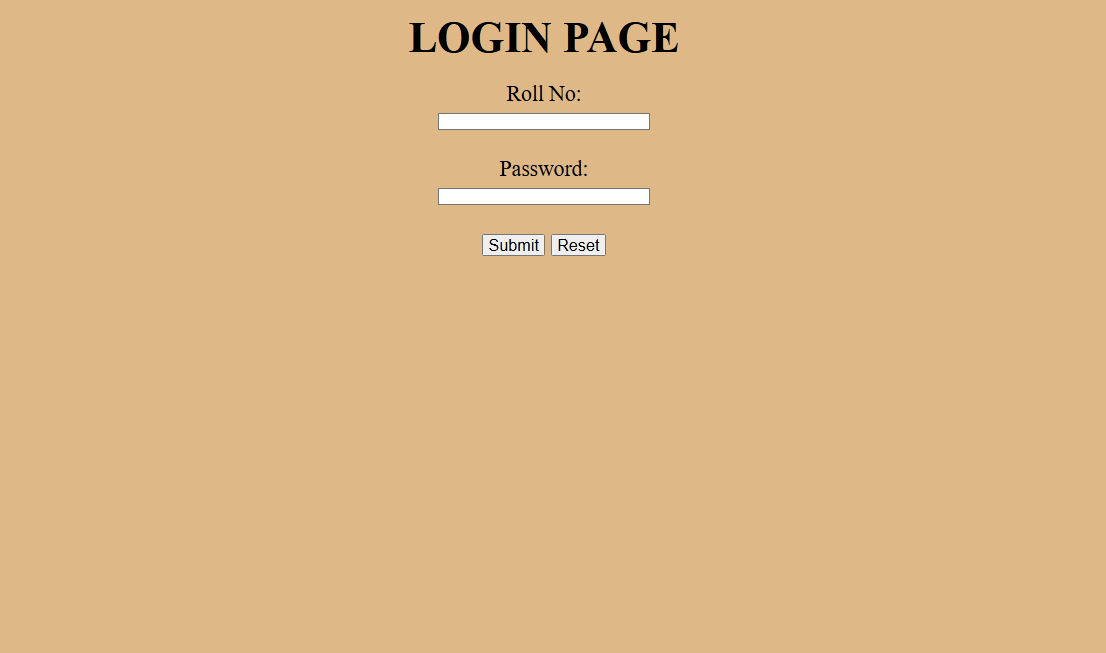 LOGIN PAGE
Roll No:
Password:
Submit Reset